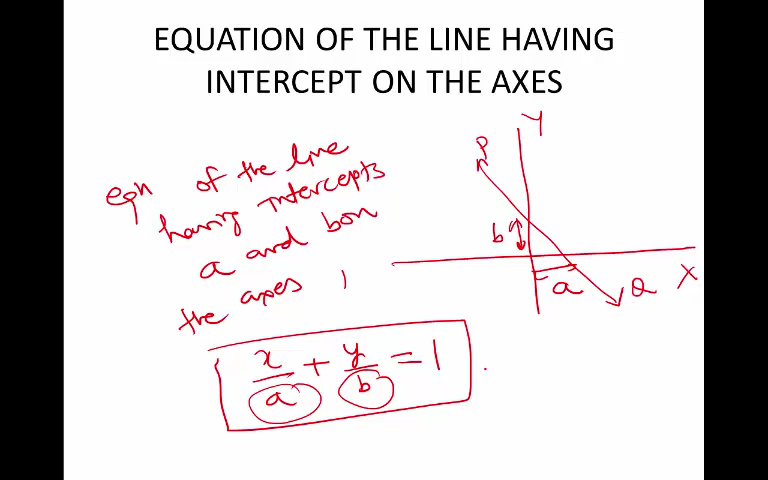 EQUATION OF THE LINE HAVING
INTERCEPT ON THE AXES
eqn of the line
having intercepts
a and b on
the axes ,
x/a + y/b = 1 .
Y
P
b
a
Q
X